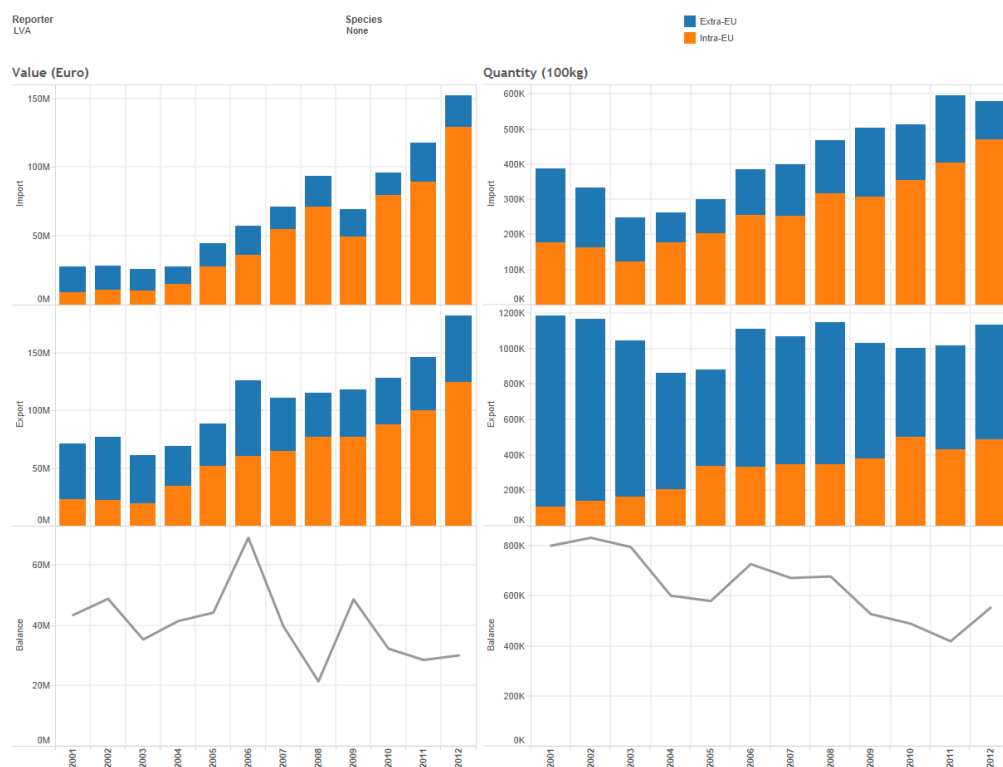 Reporter
LVA
Species
None
Extra-EU
Intra-EU
Value (Euro)
Quantity (100kg)
150M
100M
50M
0M
Import
600K
500K
400K
300K
200K
100K
0K
Import
150M
100M
50M
0M
Export
1200K
1000K
800K
600K
400K
200K
0K
Export
60M
40M
20M
0M
Balance
800K
600K
400K
200K
0K
Balance
2001 2002 2003 2004 2005 2006 2007 2008 2009 2010 2011 2012
2001 2002 2003 2004 2005 2006 2007 2008 2009 2010 2011 2012